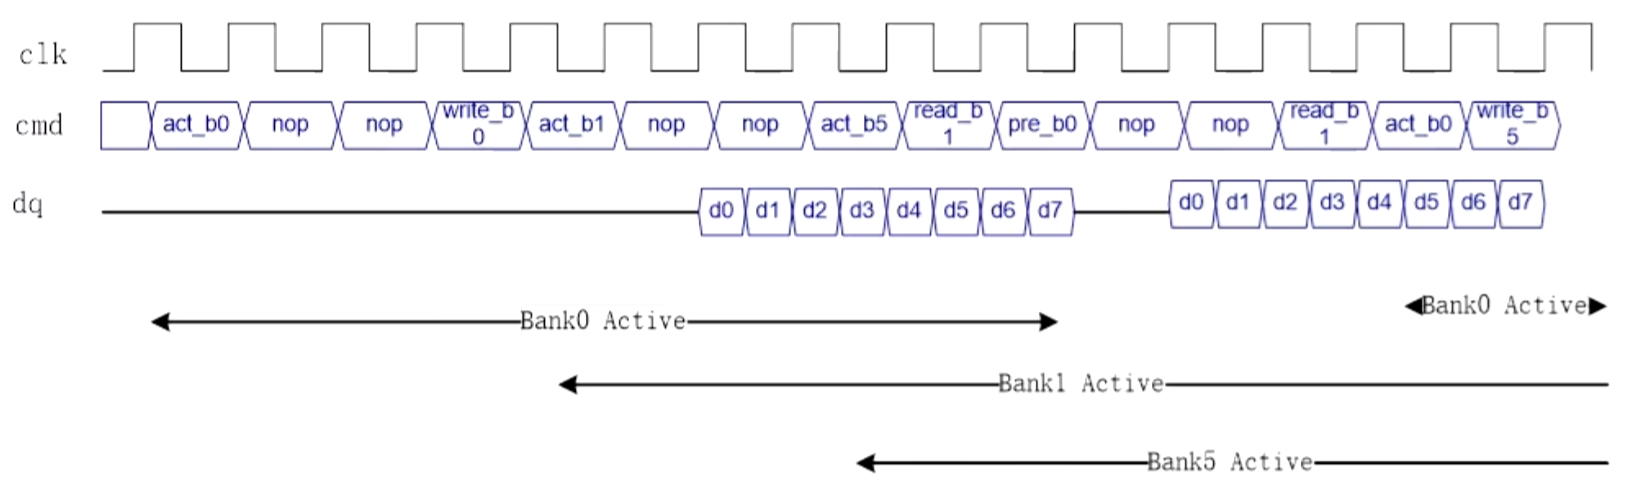 clk
cmd act_b0 nop nop write_b0 act_b1 nop nop act_b5 read_b1 pre_b0 nop nop read_b1 act_b0 write_b5
dq d0 d1 d2 d3 d4 d5 d6 d7 d0 d1 d2 d3 d4 d5 d6 d7
Bank0 Active Bank0 Active
Bank1 Active
Bank5 Active